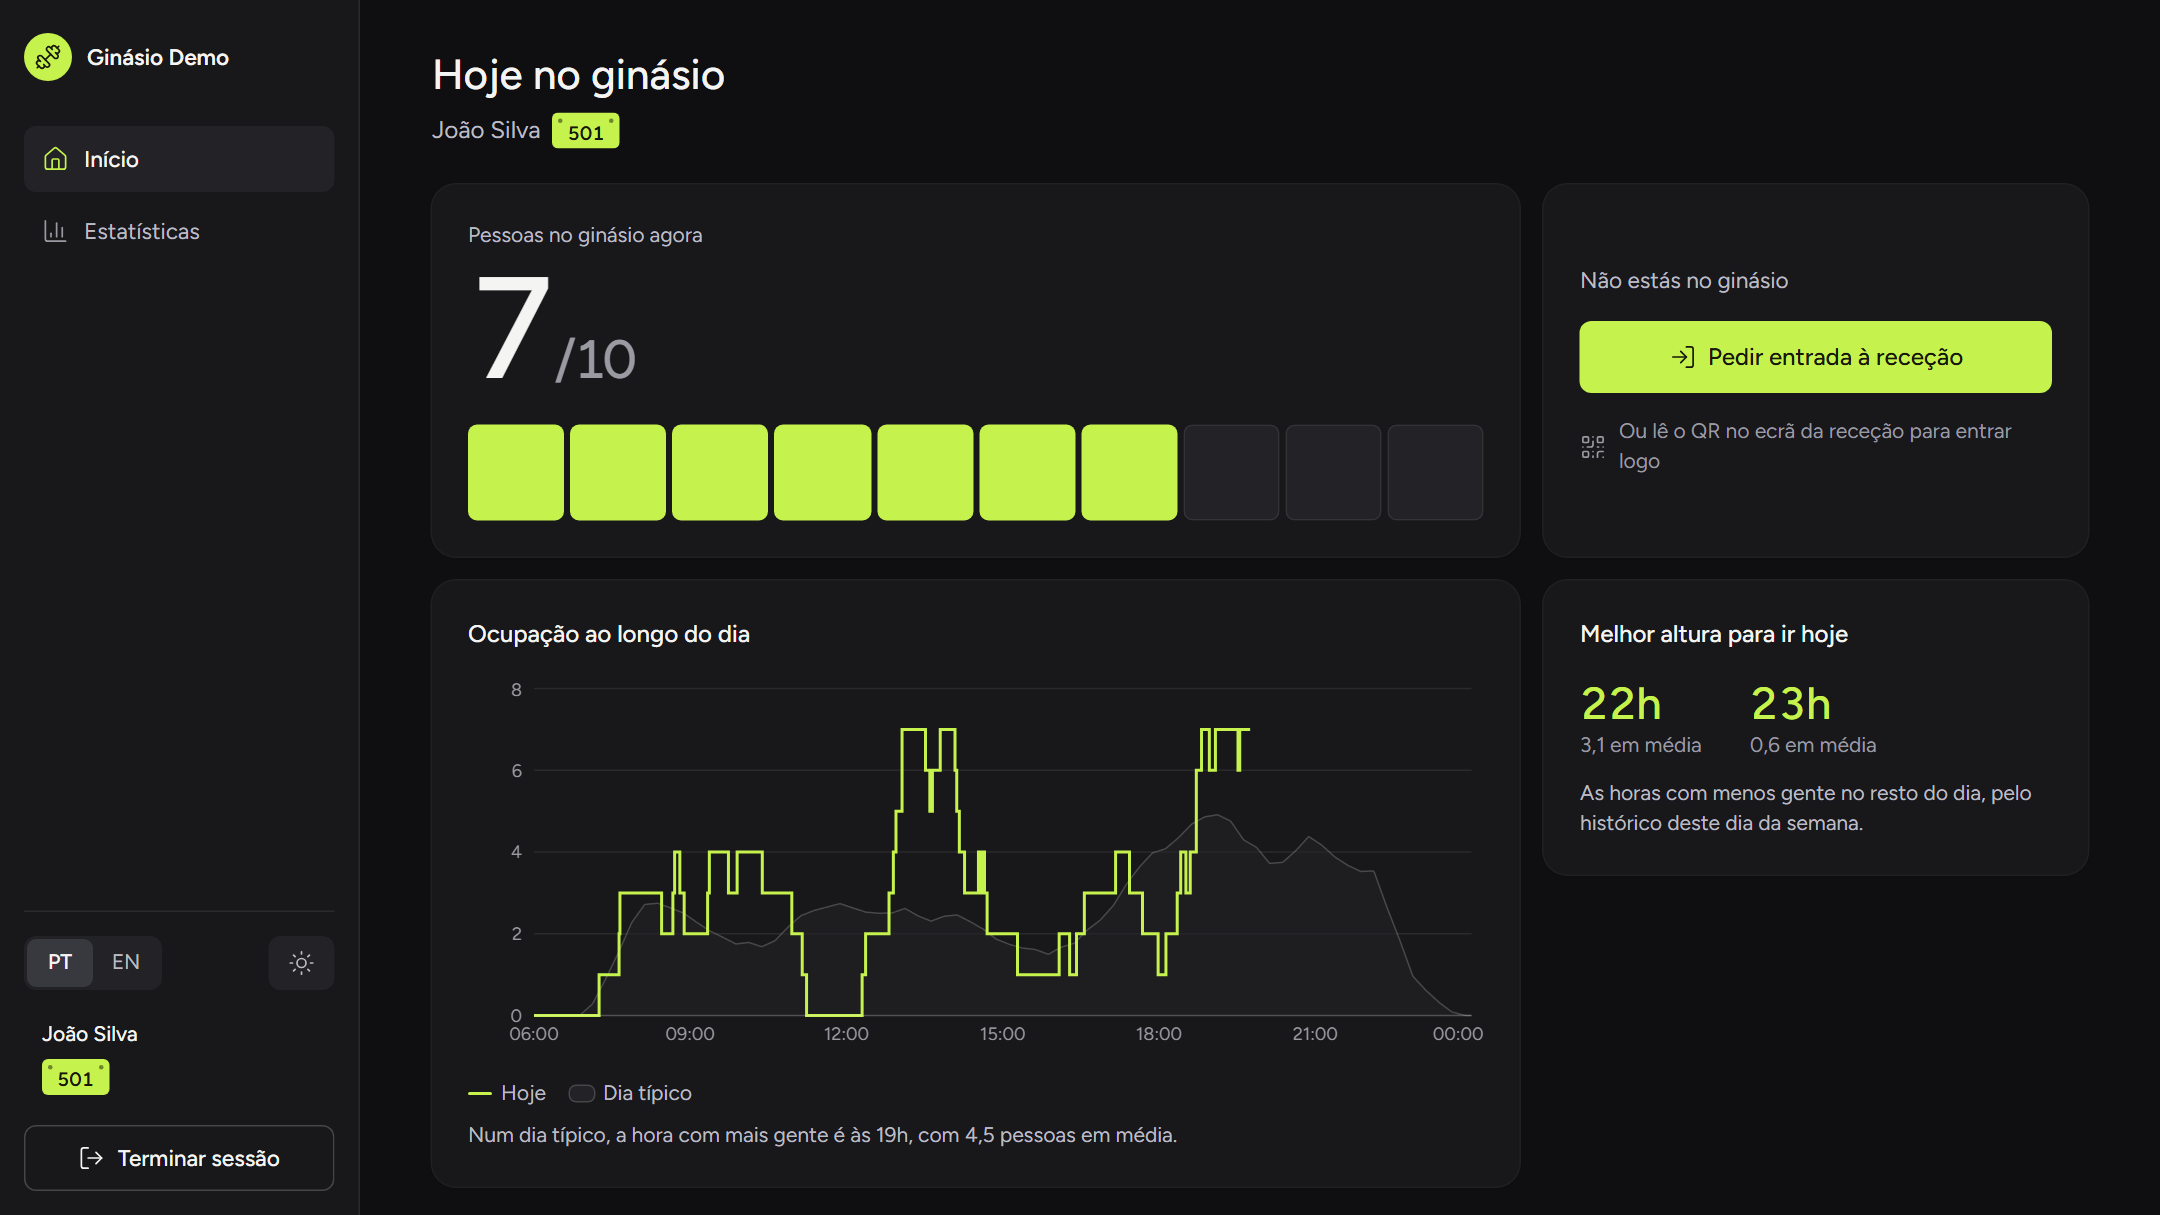 Ginásio Demo
Início
Estatísticas
PT
EN
João Silva
501
Terminar sessão
Hoje no ginásio
João Silva
501
Pessoas no ginásio agora
7/10
Não estás no ginásio
Pedir entrada à receção
Ou lê o QR no ecrã da receção para entrar
logo
Ocupação ao longo do dia
8
6
4
2
0
06:00
09:00
12:00
15:00
18:00
21:00
00:00
Hoje
Dia típico
Num dia típico, a hora com mais gente é às 19h, com 4,5 pessoas em média.
Melhor altura para ir hoje
22h
3,1 em média
23h
0,6 em média
As horas com menos gente no resto do dia, pelo
histórico deste dia da semana.